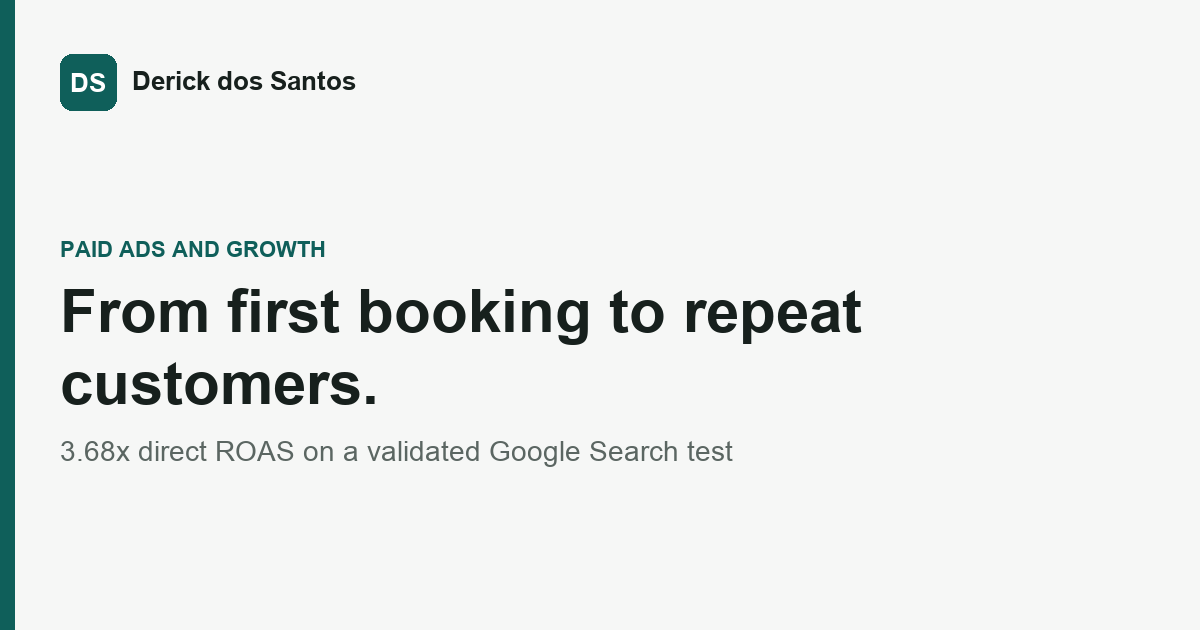 DS
Derick dos Santos
PAID ADS AND GROWTH
From first booking to repeat
customers.
3.68x direct ROAS on a validated Google Search test